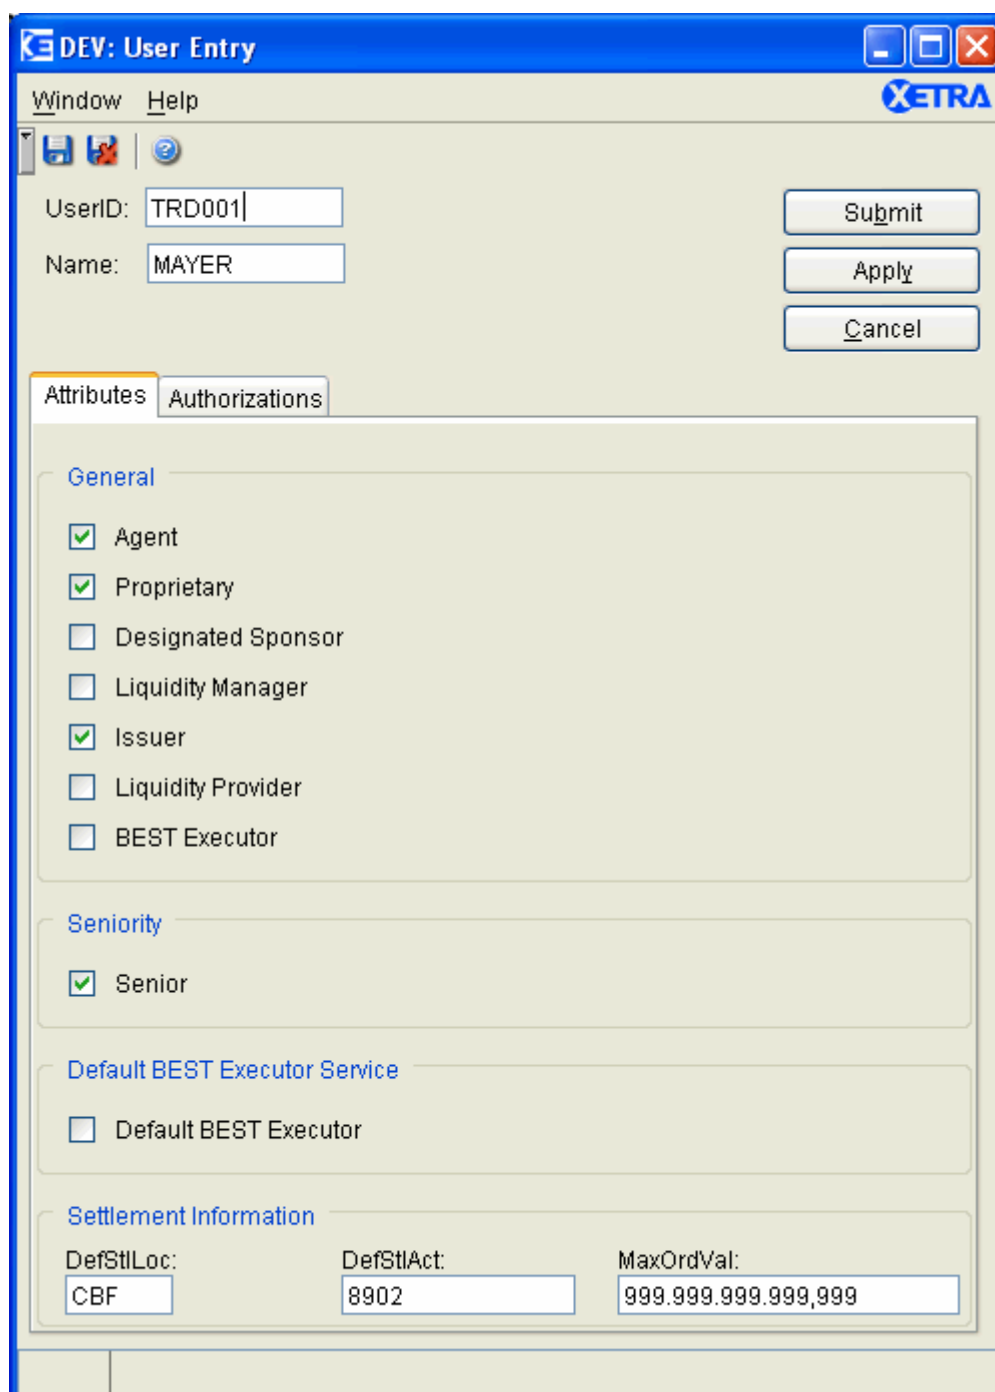 DEV: User Entry
Window Help
XETRA
UserID: TRD001
Submit
Name: MAYER
Apply
Cancel
Attributes Authorizations
General
Agent
Proprietary
Designated Sponsor
Liquidity Manager
Issuer
Liquidity Provider
BEST Executor
Seniority
Senior
Default BEST Executor Service
Default BEST Executor
Settlement Information
DefStlLoc: DefStlAct: MaxOrdVal:
CBF 8902 999.999.999.999,999